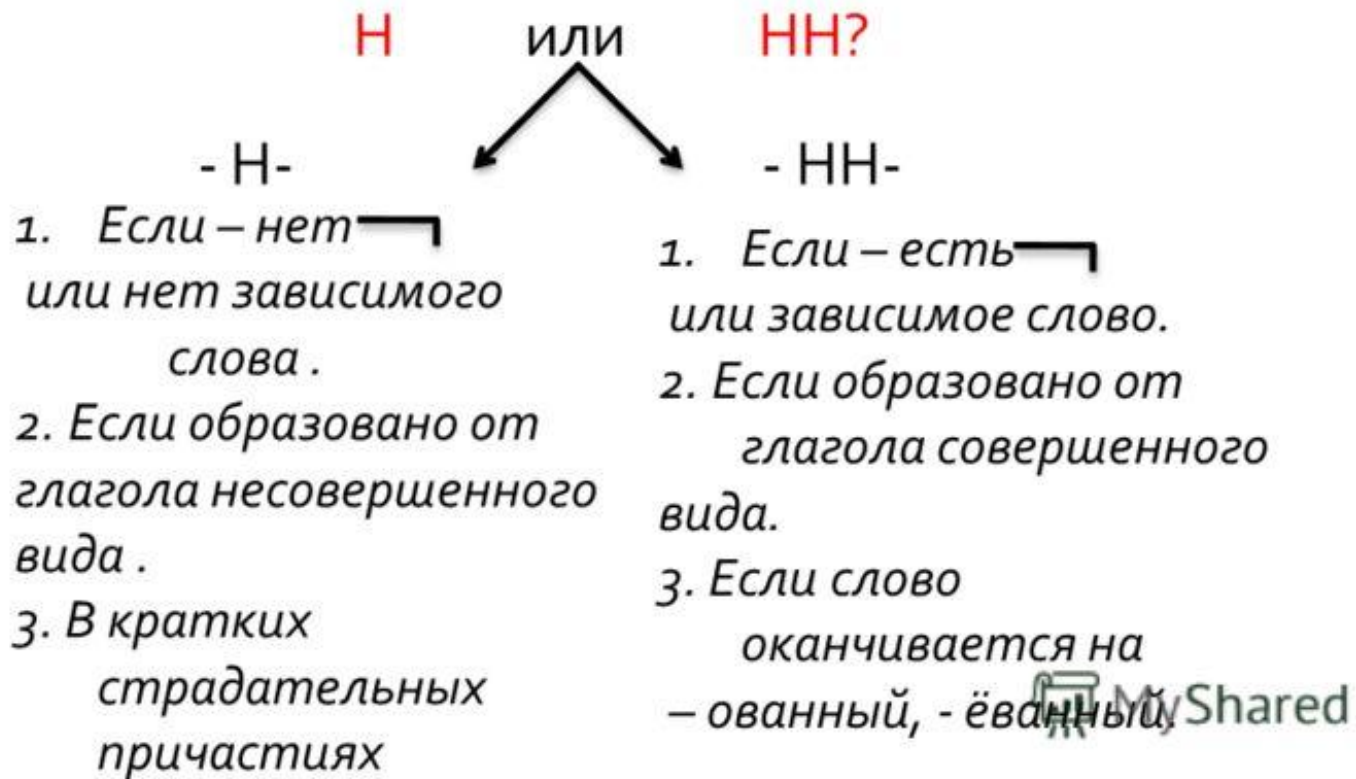 Н или НН?
- Н-
1. Если – нет
или нет зависимого
слова .
2. Если образовано от
глагола несовершенного
вида .
3. В кратких
страдательных
причастиях
- НН-
1. Если – есть
или зависимое слово.
2. Если образовано от
глагола совершенного
вида.
3. Если слово
оканчивается на
– ованный, - ёванный.
MyShared